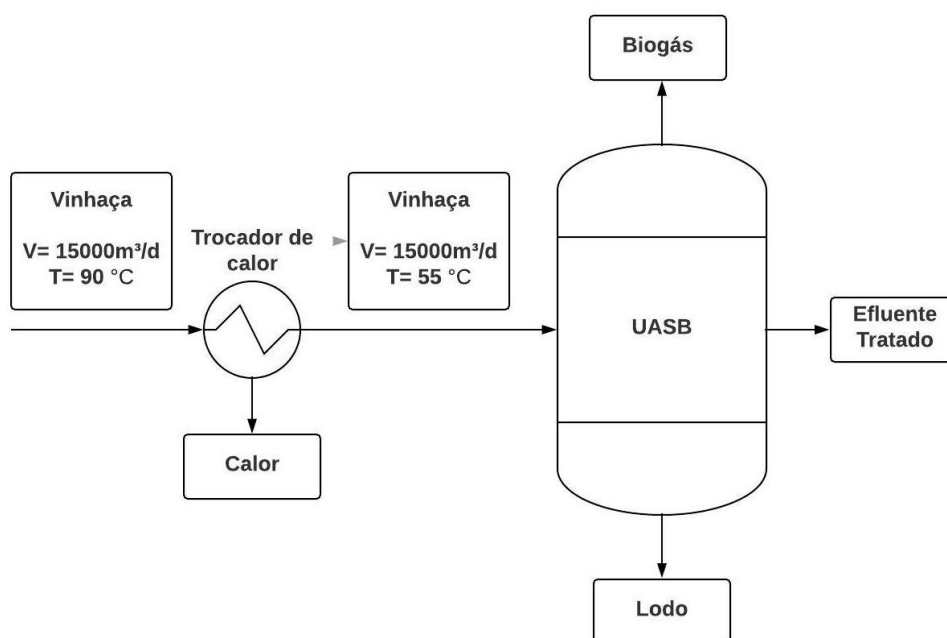 Biogás
Vinhaça
V= 15000m³/d
T= 90 °C
Trocador de
calor
Vinhaça
V= 15000m³/d
T= 55 °C
UASB
Efluente
Tratado
Calor
Lodo